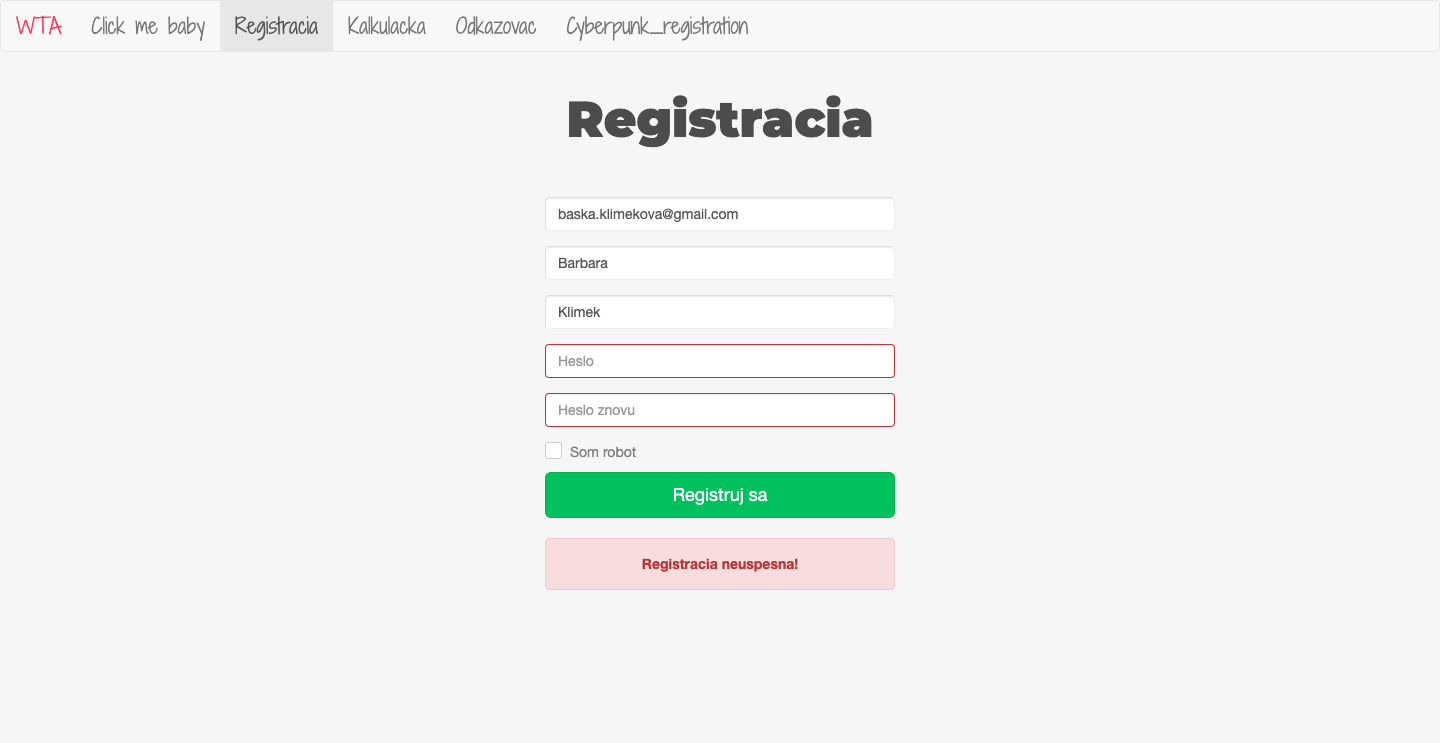 WTA Click me baby Registracia Kalkulacka Odkazovac Cyberpunk_registration
Registracia
baska.klimekova@gmail.com
Barbara
Klimek
Heslo
Heslo znovu
Som robot
Registruj sa
Registracia neuspesna!